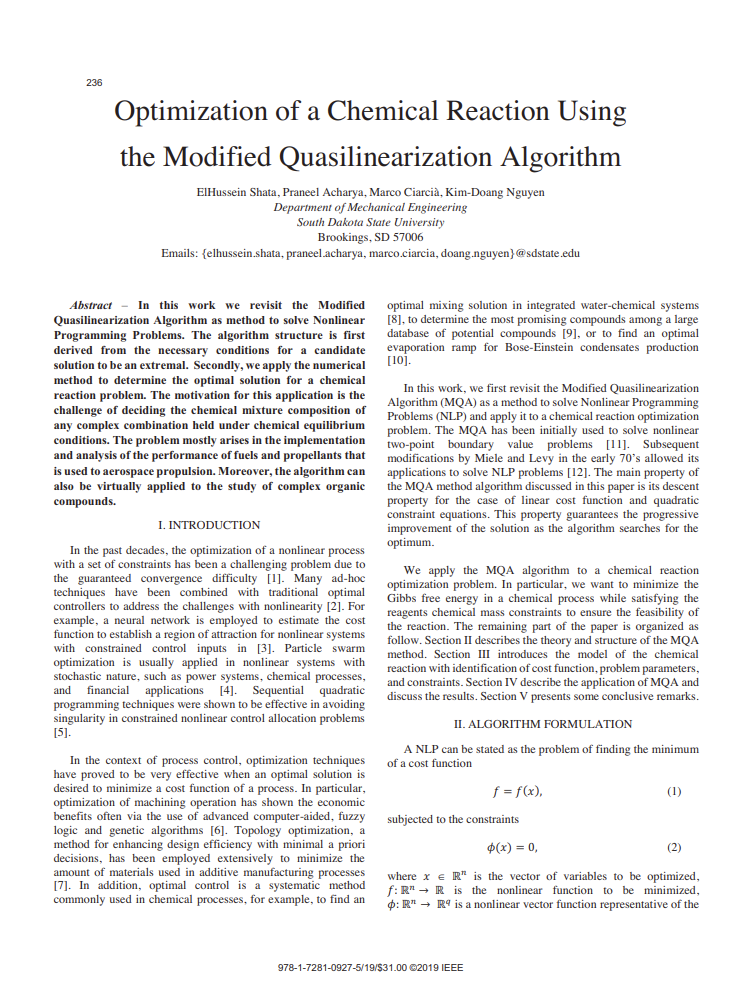 236
Optimization of a Chemical Reaction Using
the Modified Quasilinearization Algorithm
ElHussein Shata, Praneel Acharya, Marco Ciarcià, Kim-Doang Nguyen
Department of Mechanical Engineering
South Dakota State University
Brookings, SD 57006
Emails: {elhussein.shata, praneel.acharya, marco.ciarcia, doang.nguyen}@sdstate.edu
Abstract – In this work we revisit the Modified
Quasilinearization Algorithm as method to solve Nonlinear
Programming Problems. The algorithm structure is first
derived from the necessary conditions for a candidate
solution to be an extremal. Secondly, we apply the numerical
method to determine the optimal solution for a chemical
reaction problem. The motivation for this application is the
challenge of deciding the chemical mixture composition of
any complex combination held under chemical equilibrium
conditions. The problem mostly arises in the implementation
and analysis of the performance of fuels and propellants that
is used to aerospace propulsion. Moreover, the algorithm can
also be virtually applied to the study of complex organic
compounds.
I. INTRODUCTION
In the past decades, the optimization of a nonlinear process
with a set of constraints has been a challenging problem due to
the guaranteed convergence difficulty [1]. Many ad-hoc
techniques have been combined with traditional optimal
controllers to address the challenges with nonlinearity [2]. For
example, a neural network is employed to estimate the cost
function to establish a region of attraction for nonlinear systems
with constrained control inputs in [3]. Particle swarm
optimization is usually applied in nonlinear systems with
stochastic nature, such as power systems, chemical processes,
and financial applications [4]. Sequential quadratic
programming techniques were shown to be effective in avoiding
singularity in constrained nonlinear control allocation problems
[5].
In the context of process control, optimization techniques
have proved to be very effective when an optimal solution is
desired to minimize a cost function of a process. In particular,
optimization of machining operation has shown the economic
benefits often via the use of advanced computer-aided, fuzzy
logic and genetic algorithms [6]. Topology optimization, a
method for enhancing design efficiency with minimal a priori
decisions, has been employed extensively to minimize the
amount of materials used in additive manufacturing processes
[7]. In addition, optimal control is a systematic method
commonly used in chemical processes, for example, to find an
optimal mixing solution in integrated water-chemical systems
[8], to determine the most promising compounds among a large
database of potential compounds [9], or to find an optimal
evaporation ramp for Bose-Einstein condensates production
[10].
In this work, we first revisit the Modified Quasilinearization
Algorithm (MQA) as a method to solve Nonlinear Programming
Problems (NLP) and apply it to a chemical reaction optimization
problem. The MQA has been initially used to solve nonlinear
two-point boundary value problems [11]. Subsequent
modifications by Miele and Levy in the early 70's allowed its
applications to solve NLP problems [12]. The main property of
the MQA method algorithm discussed in this paper is its descent
property for the case of linear cost function and quadratic
constraint equations. This property guarantees the progressive
improvement of the solution as the algorithm searches for the
optimum.
We apply the MQA algorithm to a chemical reaction
optimization problem. In particular, we want to minimize the
Gibbs free energy in a chemical process while satisfying the
reagents chemical mass constraints to ensure the feasibility of
the reaction. The remaining part of the paper is organized as
follow. Section II describes the theory and structure of the MQA
method. Section III introduces the model of the chemical
reaction with identification of cost function, problem parameters,
and constraints. Section IV describe the application of MQA and
discuss the results. Section V presents some conclusive remarks.
II. ALGORITHM FORMULATION
A NLP can be stated as the problem of finding the minimum
of a cost function
f = f(x), (1)
subjected to the constraints
ϕ(x) = 0, (2)
where x ∈ ℝⁿ is the vector of variables to be optimized,
f: ℝⁿ → ℝ is the nonlinear function to be minimized,
ϕ: ℝⁿ → ℝ^q is a nonlinear vector function representative of the
978-1-7281-0927-5/19/$31.00 ©2019 IEEE